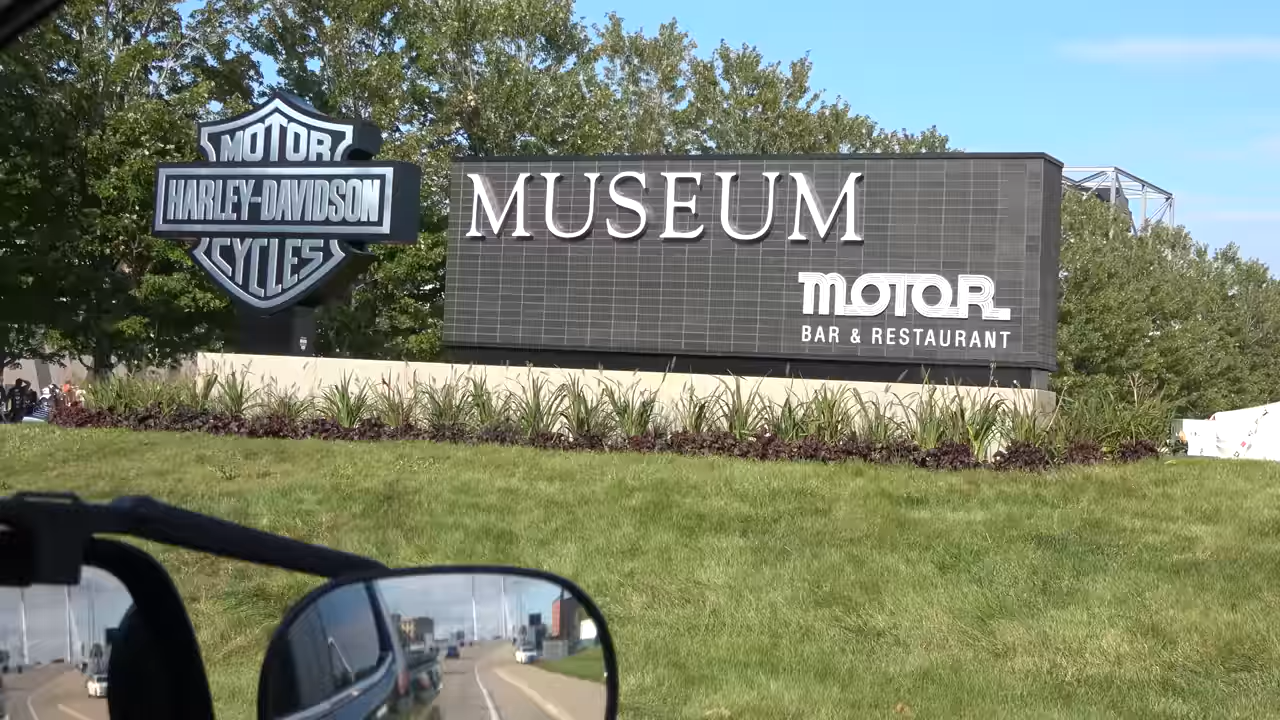 MOTOR
HARLEY-DAVIDSON
CYCLES
MUSEUM
MOTOR
BAR & RESTAURANT